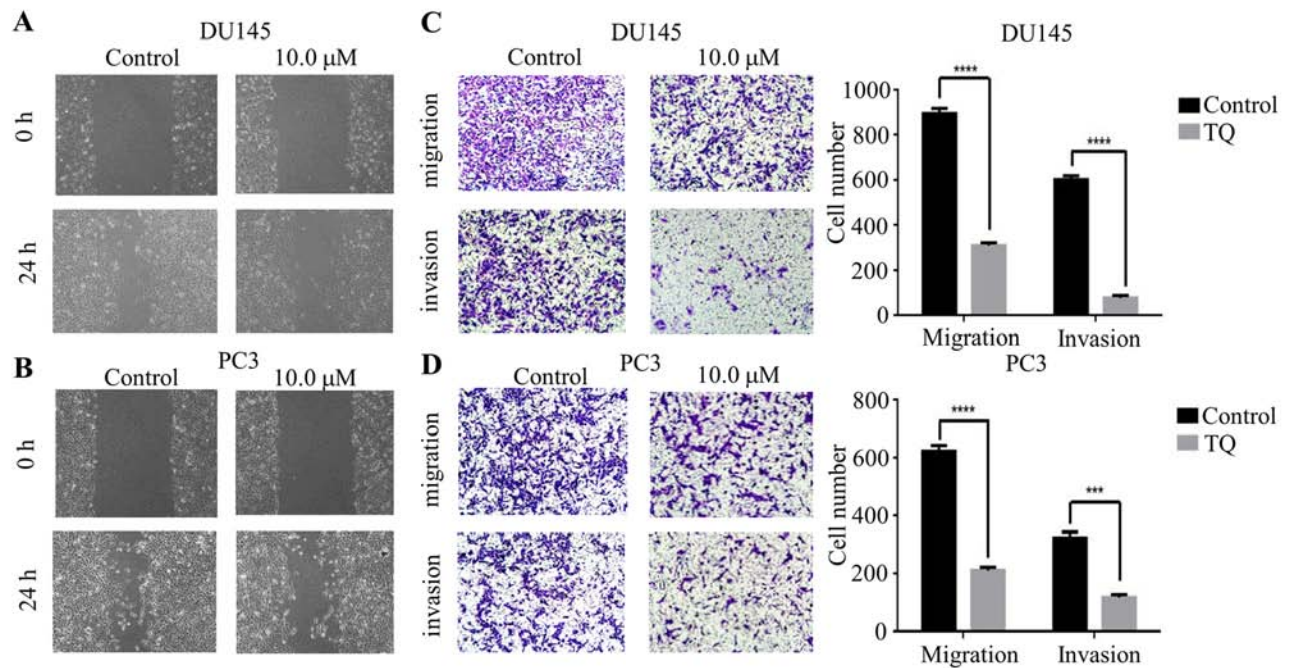 A
DU145
Control
10.0 μM
0 h
24 h
B
PC3
Control
10.0 μM
0 h
24 h
C
DU145
Control
10.0 μM
migration
invasion
DU145
1000
800
600
400
200
0
Cell number
****
****
Migration
Invasion
Control
TQ
D
PC3
Control
10.0 μM
migration
invasion
PC3
800
600
400
200
0
Cell number
****
***
Migration
Invasion
Control
TQ